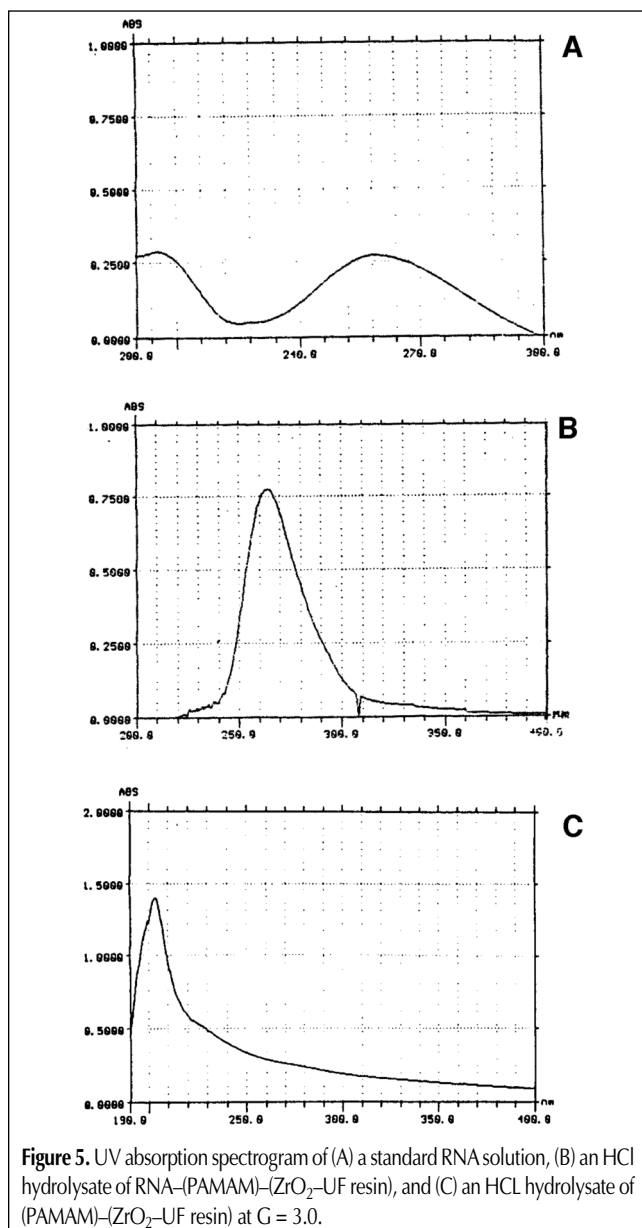 ABS
1.0000
A
0.7500
0.5000
0.2500
0.0000
nm
200.0 240.0 270.0 300.0
ABS
1.0000
B
0.7500
0.5000
0.2500
0.0000
200.0 250.0 300.0 350.0 400.0
ABS
2.0000
C
1.5000
1.0000
0.5000
0.0000
nm
190.0 250.0 300.0 350.0 400.0
Figure 5. UV absorption spectrogram of (A) a standard RNA solution, (B) an HCl
hydrolysate of RNA–(PAMAM)–(ZrO₂–UF resin), and (C) an HCL hydrolysate of
(PAMAM)–(ZrO₂–UF resin) at G = 3.0.